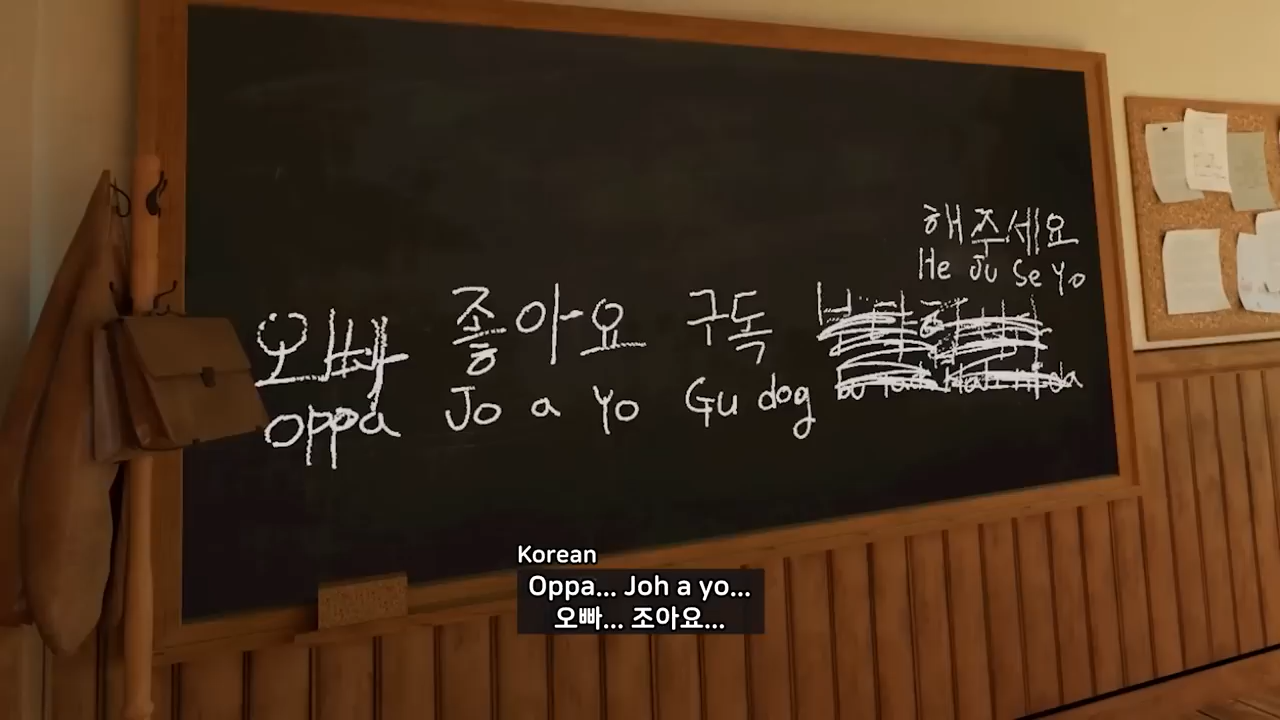 해주세요
He Ju Se Yo
오빠 좋아요 구독
oppa Jo a Yo Gu dog
Korean
Oppa... Joh a yo...
오빠... 조아요...